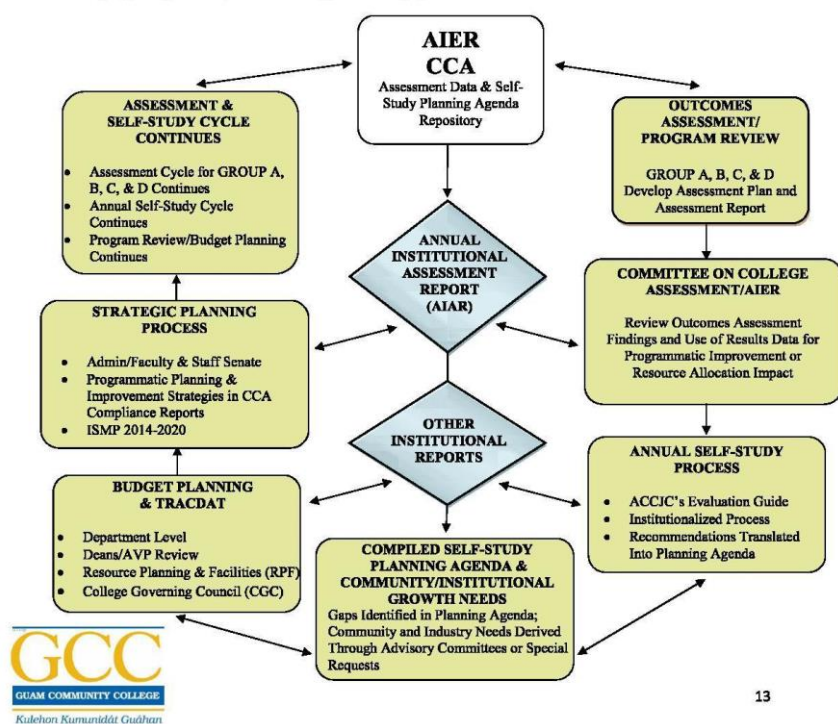 AIER
CCA
Assessment Data & Self-
Study Planning Agenda
Repository
ASSESSMENT &
SELF-STUDY CYCLE
CONTINUES
• Assessment Cycle for GROUP A,
B, C, & D Continues
• Annual Self-Study Cycle
Continues
• Program Review/Budget Planning
Continues
OUTCOMES
ASSESSMENT/
PROGRAM REVIEW
GROUP A, B, C, & D
Develop Assessment Plan and
Assessment Report
ANNUAL
INSTITUTIONAL
ASSESSMENT
REPORT
(AIAR)
COMMITTEE ON COLLEGE
ASSESSMENT/AIER
Review Outcomes Assessment
Findings and Use of Results Data for
Programmatic Improvement or
Resource Allocation Impact
STRATEGIC PLANNING
PROCESS
• Admin/Faculty & Staff Senate
• Programmatic Planning &
Improvement Strategies in CCA
Compliance Reports
• ISMP 2014-2020
OTHER
INSTITUTIONAL
REPORTS
ANNUAL SELF-STUDY
PROCESS
• ACCJC's Evaluation Guide
• Institutionalized Process
• Recommendations Translated
Into Planning Agenda
BUDGET PLANNING
& TRACDAT
• Department Level
• Deans/AVP Review
• Resource Planning & Facilities (RPF)
• College Governing Council (CGC)
COMPILED SELF-STUDY
PLANNING AGENDA &
COMMUNITY/INSTITUTIONAL
GROWTH NEEDS
Gaps Identified in Planning Agenda;
Community and Industry Needs Derived
Through Advisory Committees or Special
Requests
GCC
GUAM COMMUNITY COLLEGE
Kulehon Kumunidåt Guåhan
13